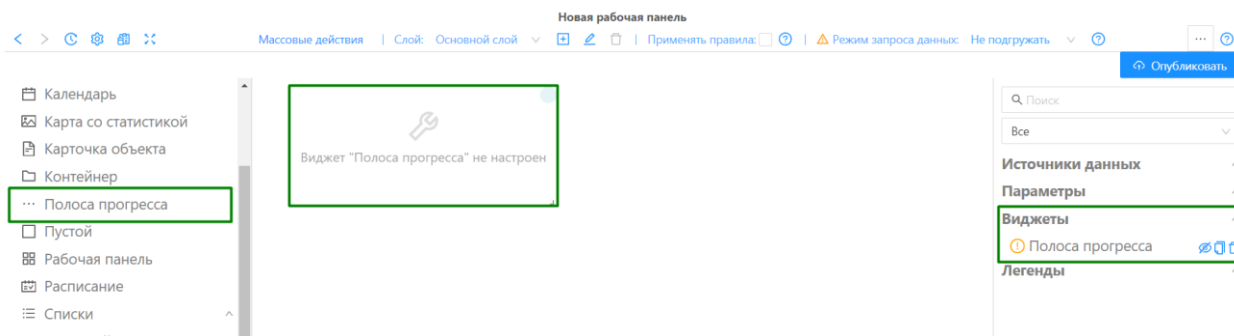 Новая рабочая панель
Массовые действия | Слой: Основной слой | Применять правила: ? | Режим запроса данных: Не подгружать ? ... ?
Опубликовать
Календарь
Карта со статистикой
Карточка объекта
Контейнер
Полоса прогресса
Пустой
Рабочая панель
Расписание
Списки
Виджет "Полоса прогресса" не настроен
Поиск
Все
Источники данных
Параметры
Виджеты
Полоса прогресса
Легенды